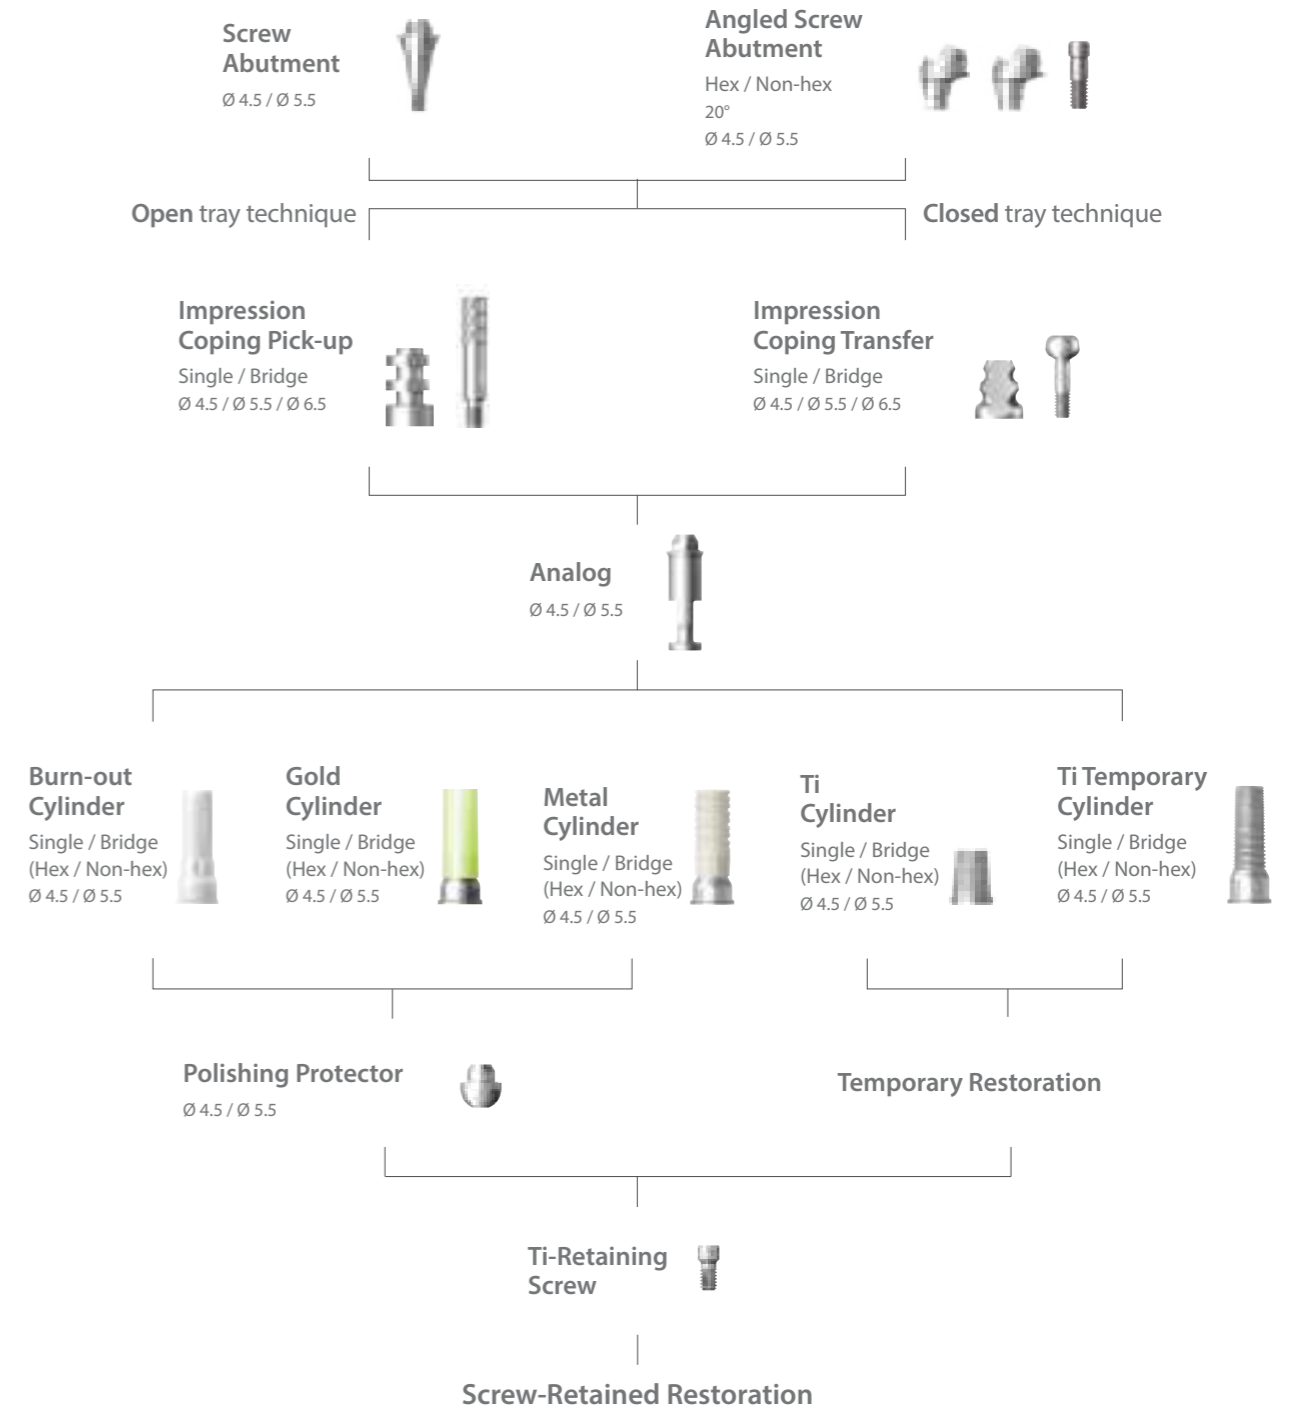 Screw
Abutment
Ø 4.5 / Ø 5.5
Angled Screw
Abutment
Hex / Non-hex
20°
Ø 4.5 / Ø 5.5
Open tray technique
Closed tray technique
Impression
Coping Pick-up
Single / Bridge
Ø 4.5 / Ø 5.5 / Ø 6.5
Impression
Coping Transfer
Single / Bridge
Ø 4.5 / Ø 5.5 / Ø 6.5
Analog
Ø 4.5 / Ø 5.5
Burn-out
Cylinder
Single / Bridge
(Hex / Non-hex)
Ø 4.5 / Ø 5.5
Gold
Cylinder
Single / Bridge
(Hex / Non-hex)
Ø 4.5 / Ø 5.5
Metal
Cylinder
Single / Bridge
(Hex / Non-hex)
Ø 4.5 / Ø 5.5
Ti
Cylinder
Single / Bridge
(Hex / Non-hex)
Ø 4.5 / Ø 5.5
Ti Temporary
Cylinder
Single / Bridge
(Hex / Non-hex)
Ø 4.5 / Ø 5.5
Polishing Protector
Ø 4.5 / Ø 5.5
Temporary Restoration
Ti-Retaining
Screw
Screw-Retained Restoration